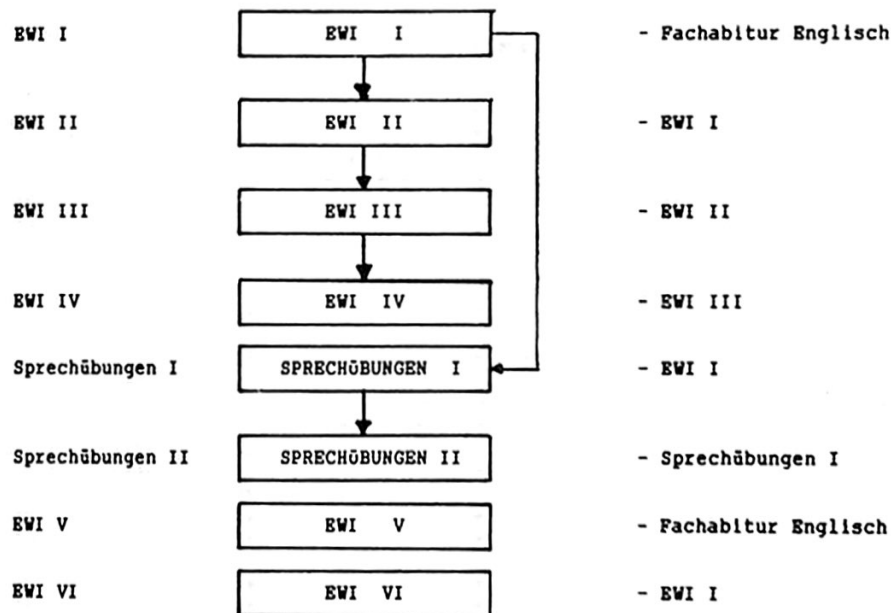 EWI I EWI I - Fachabitur Englisch
EWI II EWI II - EWI I
EWI III EWI III - EWI II
EWI IV EWI IV - EWI III
Sprechübungen I SPRECHÜBUNGEN I - EWI I
Sprechübungen II SPRECHÜBUNGEN II - Sprechübungen I
EWI V EWI V - Fachabitur Englisch
EWI VI EWI VI - EWI I